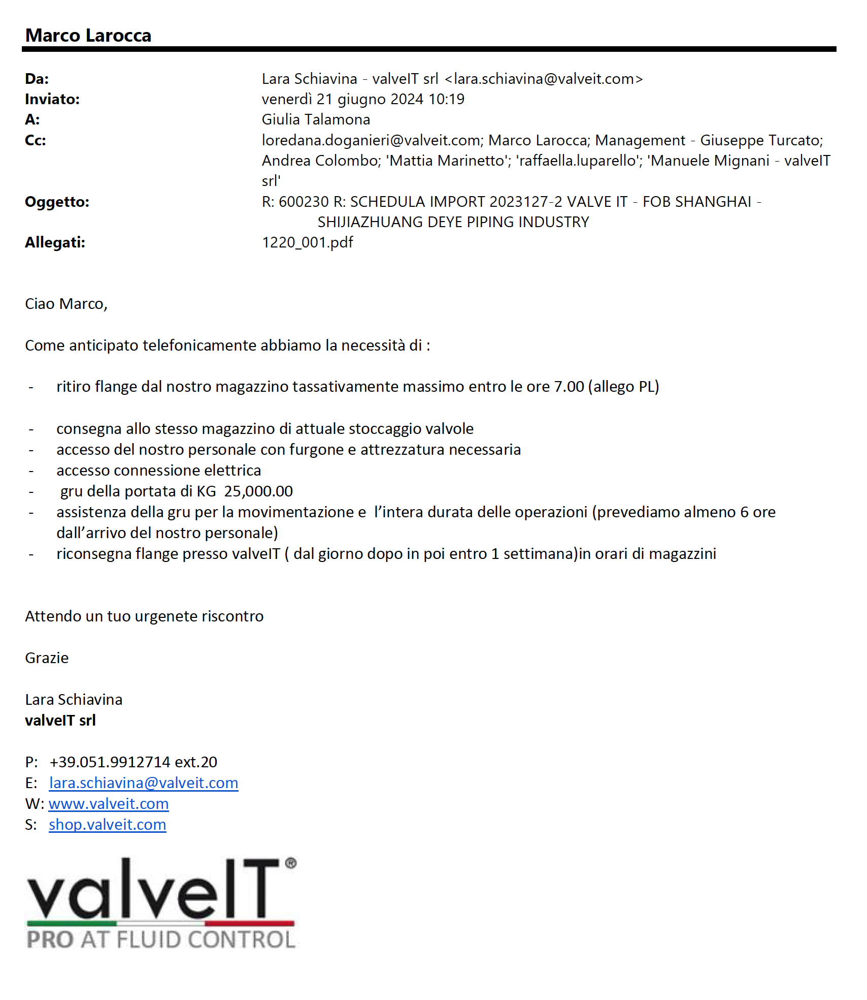 Marco Larocca
Da: Lara Schiavina - valveIT srl <lara.schiavina@valveit.com>
Inviato: venerdì 21 giugno 2024 10:19
A: Giulia Talamona
Cc: loredana.doganieri@valveit.com; Marco Larocca; Management - Giuseppe Turcato;
Andrea Colombo; 'Mattia Marinetto'; 'raffaella.luparello'; 'Manuele Mignani - valveIT
srl'
Oggetto: R: 600230 R: SCHEDULA IMPORT 2023127-2 VALVE IT - FOB SHANGHAI -
SHIJIAZHUANG DEYE PIPING INDUSTRY
Allegati: 1220_001.pdf
Ciao Marco,
Come anticipato telefonicamente abbiamo la necessità di :
- ritiro flange dal nostro magazzino tassativamente massimo entro le ore 7.00 (allego PL)
- consegna allo stesso magazzino di attuale stoccaggio valvole
- accesso del nostro personale con furgone e attrezzatura necessaria
- accesso connessione elettrica
- gru della portata di KG 25,000.00
- assistenza della gru per la movimentazione e l’intera durata delle operazioni (prevediamo almeno 6 ore
dall’arrivo del nostro personale)
- riconsegna flange presso valveIT ( dal giorno dopo in poi entro 1 settimana)in orari di magazzini
Attendo un tuo urgenete riscontro
Grazie
Lara Schiavina
valveIT srl
P: +39.051.9912714 ext.20
E: lara.schiavina@valveit.com
W: www.valveit.com
S: shop.valveit.com
valveIT®
PRO AT FLUID CONTROL